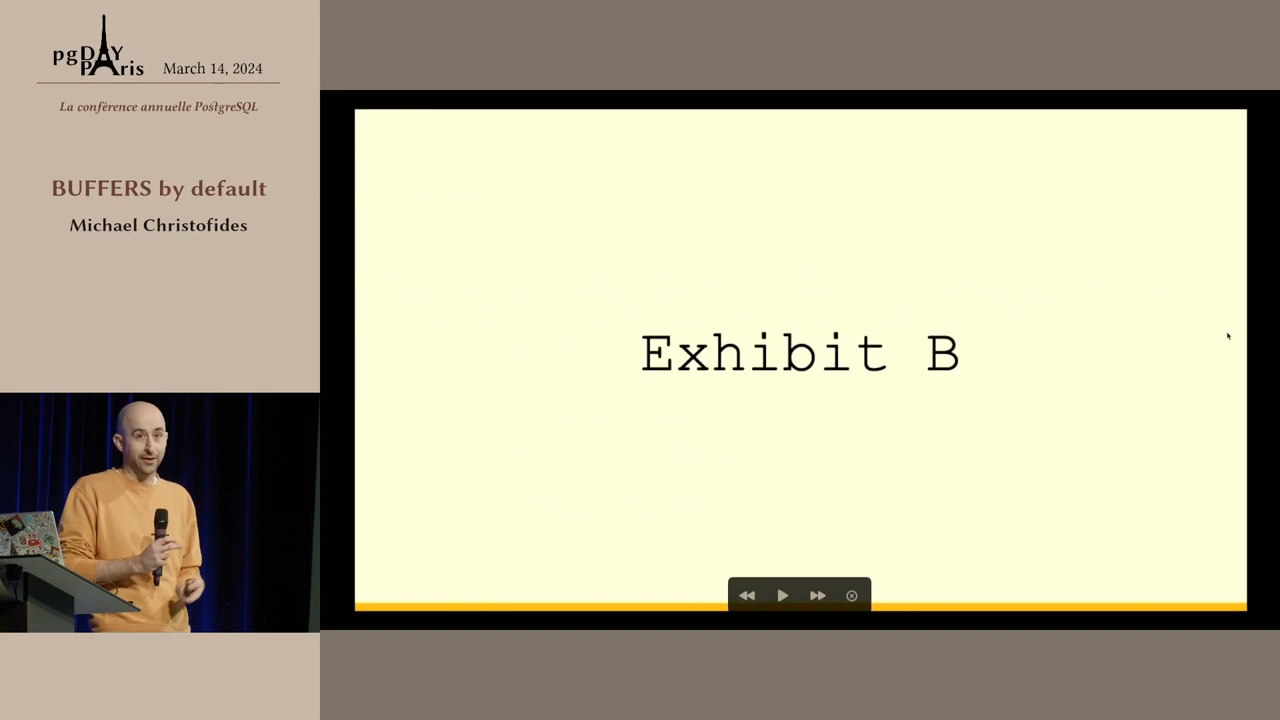 pgDAY
PAris
March 14, 2024
La conférence annuelle PostgreSQL
BUFFERS by default
Michael Christofides
Exhibit B